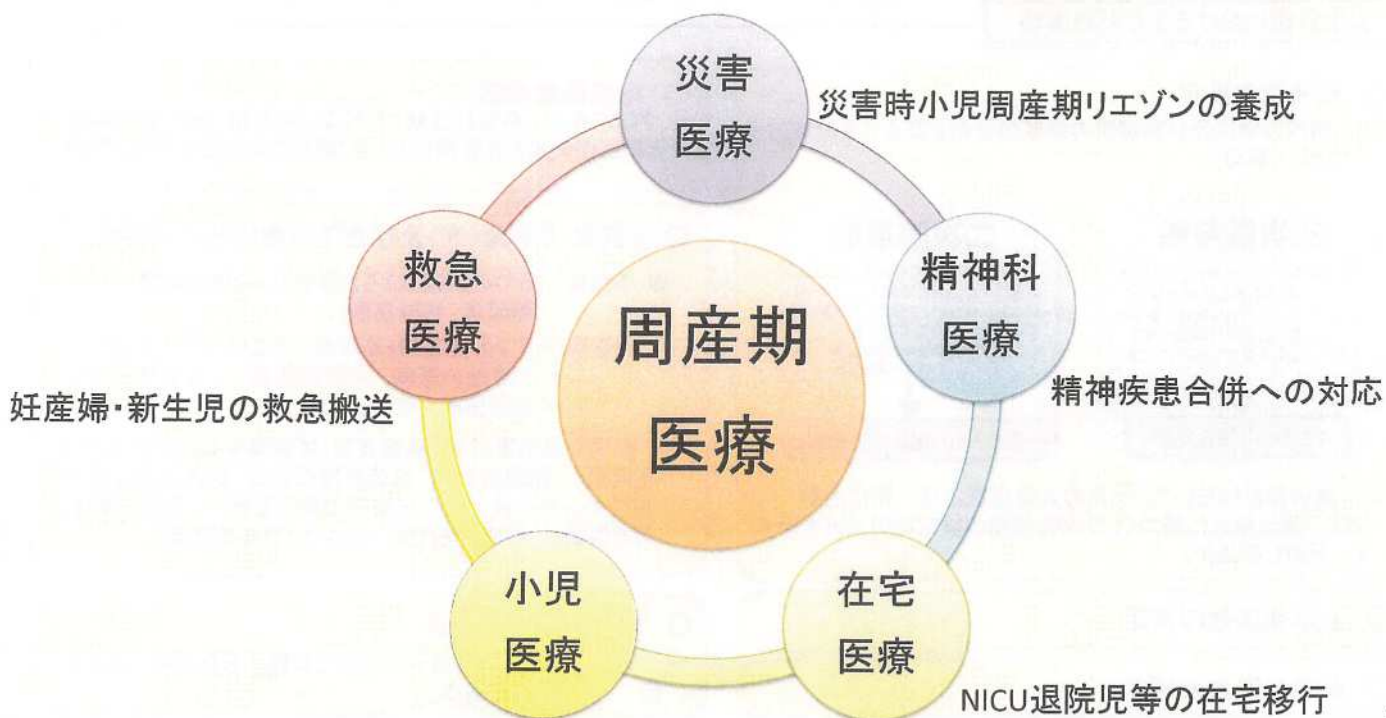 災害
医療
災害時小児周産期リエゾンの養成
救急
医療
精神科
医療
周産期
医療
妊産婦・新生児の救急搬送
精神疾患合併への対応
小児
医療
在宅
医療
NICU退院児等の在宅移行